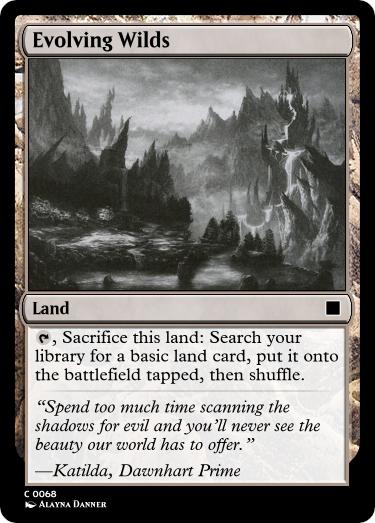 Evolving Wilds
Land
, Sacrifice this land: Search your
library for a basic land card, put it onto
the battlefield tapped, then shuffle.
“Spend too much time scanning the
shadows for evil and you’ll never see the
beauty our world has to offer.”
—Katilda, Dawnhart Prime
C 0068
Alayna Danner